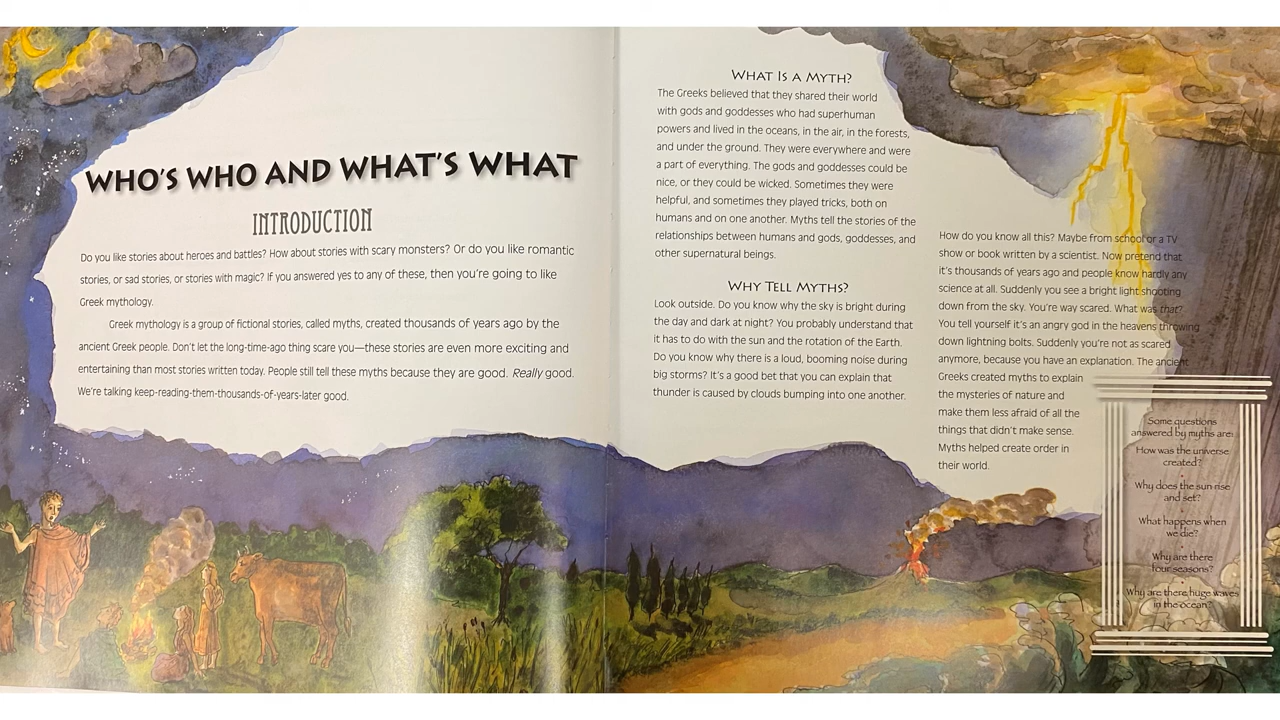 WHO'S WHO AND WHAT'S WHAT
INTRODUCTION
Do you like stories about heroes and battles? How about stories with scary monsters? Or do you like romantic
stories, or sad stories, or stories with magic? If you answered yes to any of these, then you're going to like
Greek mythology.
Greek mythology is a group of fictional stories, called myths, created thousands of years ago by the
ancient Greek people. Don't let the long-time-ago thing scare you—these stories are even more exciting and
entertaining than most stories written today. People still tell these myths because they are good. Really good.
We're talking keep-reading-them-thousands-of-years-later good.
WHAT IS A MYTH?
The Greeks believed that they shared their world
with gods and goddesses who had superhuman
powers and lived in the oceans, in the air, in the forests,
and under the ground. They were everywhere and were
a part of everything. The gods and goddesses could be
nice, or they could be wicked. Sometimes they were
helpful, and sometimes they played tricks, both on
humans and on one another. Myths tell the stories of the
relationships between humans and gods, goddesses, and
other supernatural beings.
WHY TELL MYTHS?
Look outside. Do you know why the sky is bright during
the day and dark at night? You probably understand that
it has to do with the sun and the rotation of the Earth.
Do you know why there is a loud, booming noise during
big storms? It's a good bet that you can explain that
thunder is caused by clouds bumping into one another.
How do you know all this? Maybe from school or a TV
show or book written by a scientist. Now pretend that
it's thousands of years ago and people know hardly any
science at all. Suddenly you see a bright light shooting
down from the sky. You're way scared. What was that?
You tell yourself it's an angry god in the heavens throwing
down lightning bolts. Suddenly you're not as scared
anymore, because you have an explanation. The ancient
Greeks created myths to explain
the mysteries of nature and
make them less afraid of all the
things that didn't make sense.
Myths helped create order in
their world.
Some questions
answered by myths are:
How was the universe
created?
Why does the sun rise
and set?
What happens when
we die?
Why are there
four seasons?
Why are there huge waves
in the ocean?